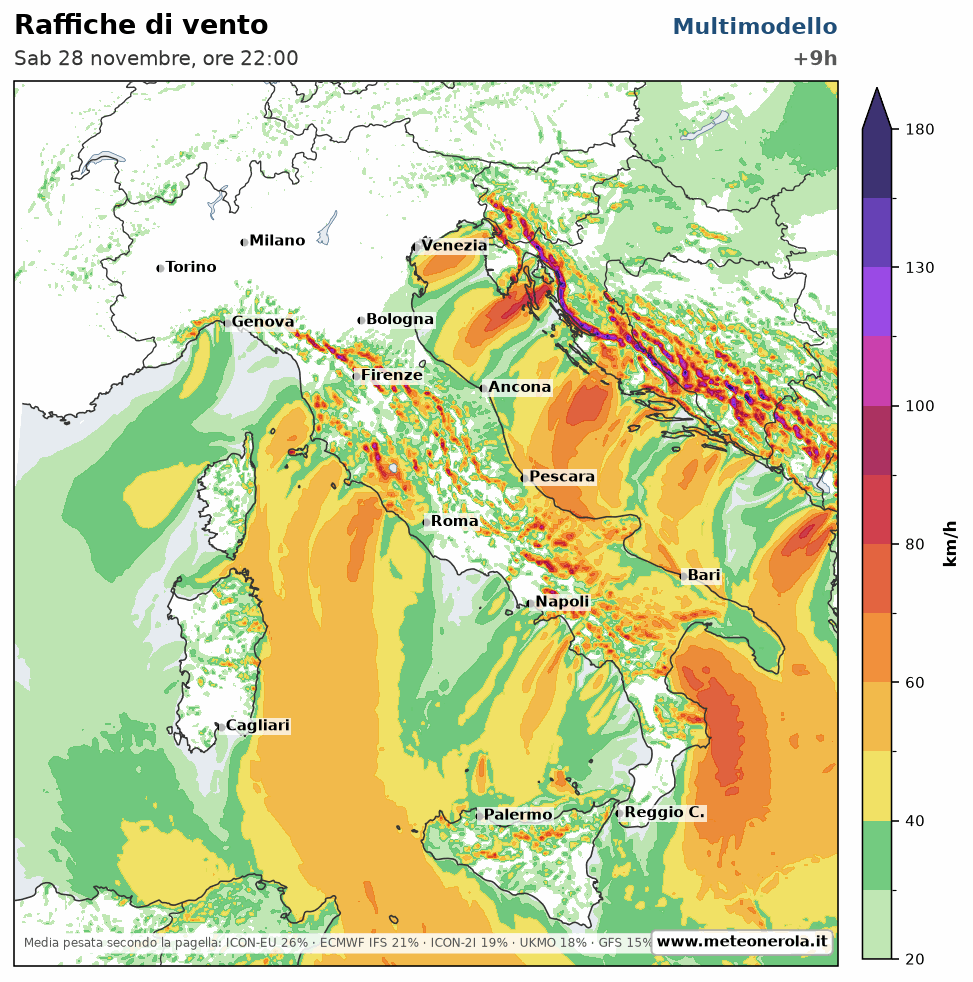 Raffiche di vento
Multimodello
Sab 28 novembre, ore 22:00
+9h
180
130
100
80
60
40
20
km/h
Milano
Torino
Venezia
Genova
Bologna
Firenze
Ancona
Pescara
Roma
Bari
Napoli
Cagliari
Palermo
Reggio C.
Media pesata secondo la pagella: ICON-EU 26% · ECMWF IFS 21% · ICON-2I 19% · UKMO 18% · GFS 15%
www.meteonerola.it